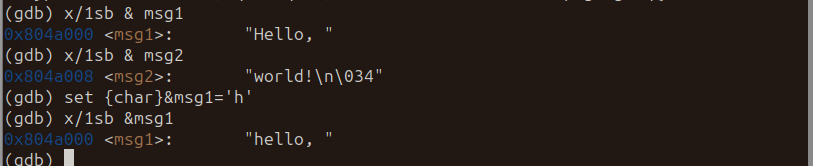 (gdb) x/1sb & msg1
0x804a000 <msg1>: "Hello, "
(gdb) x/1sb & msg2
0x804a008 <msg2>: "world!\n\034"
(gdb) set {char}&msg1='h'
(gdb) x/1sb &msg1
0x804a000 <msg1>: "hello, "
(gdb)